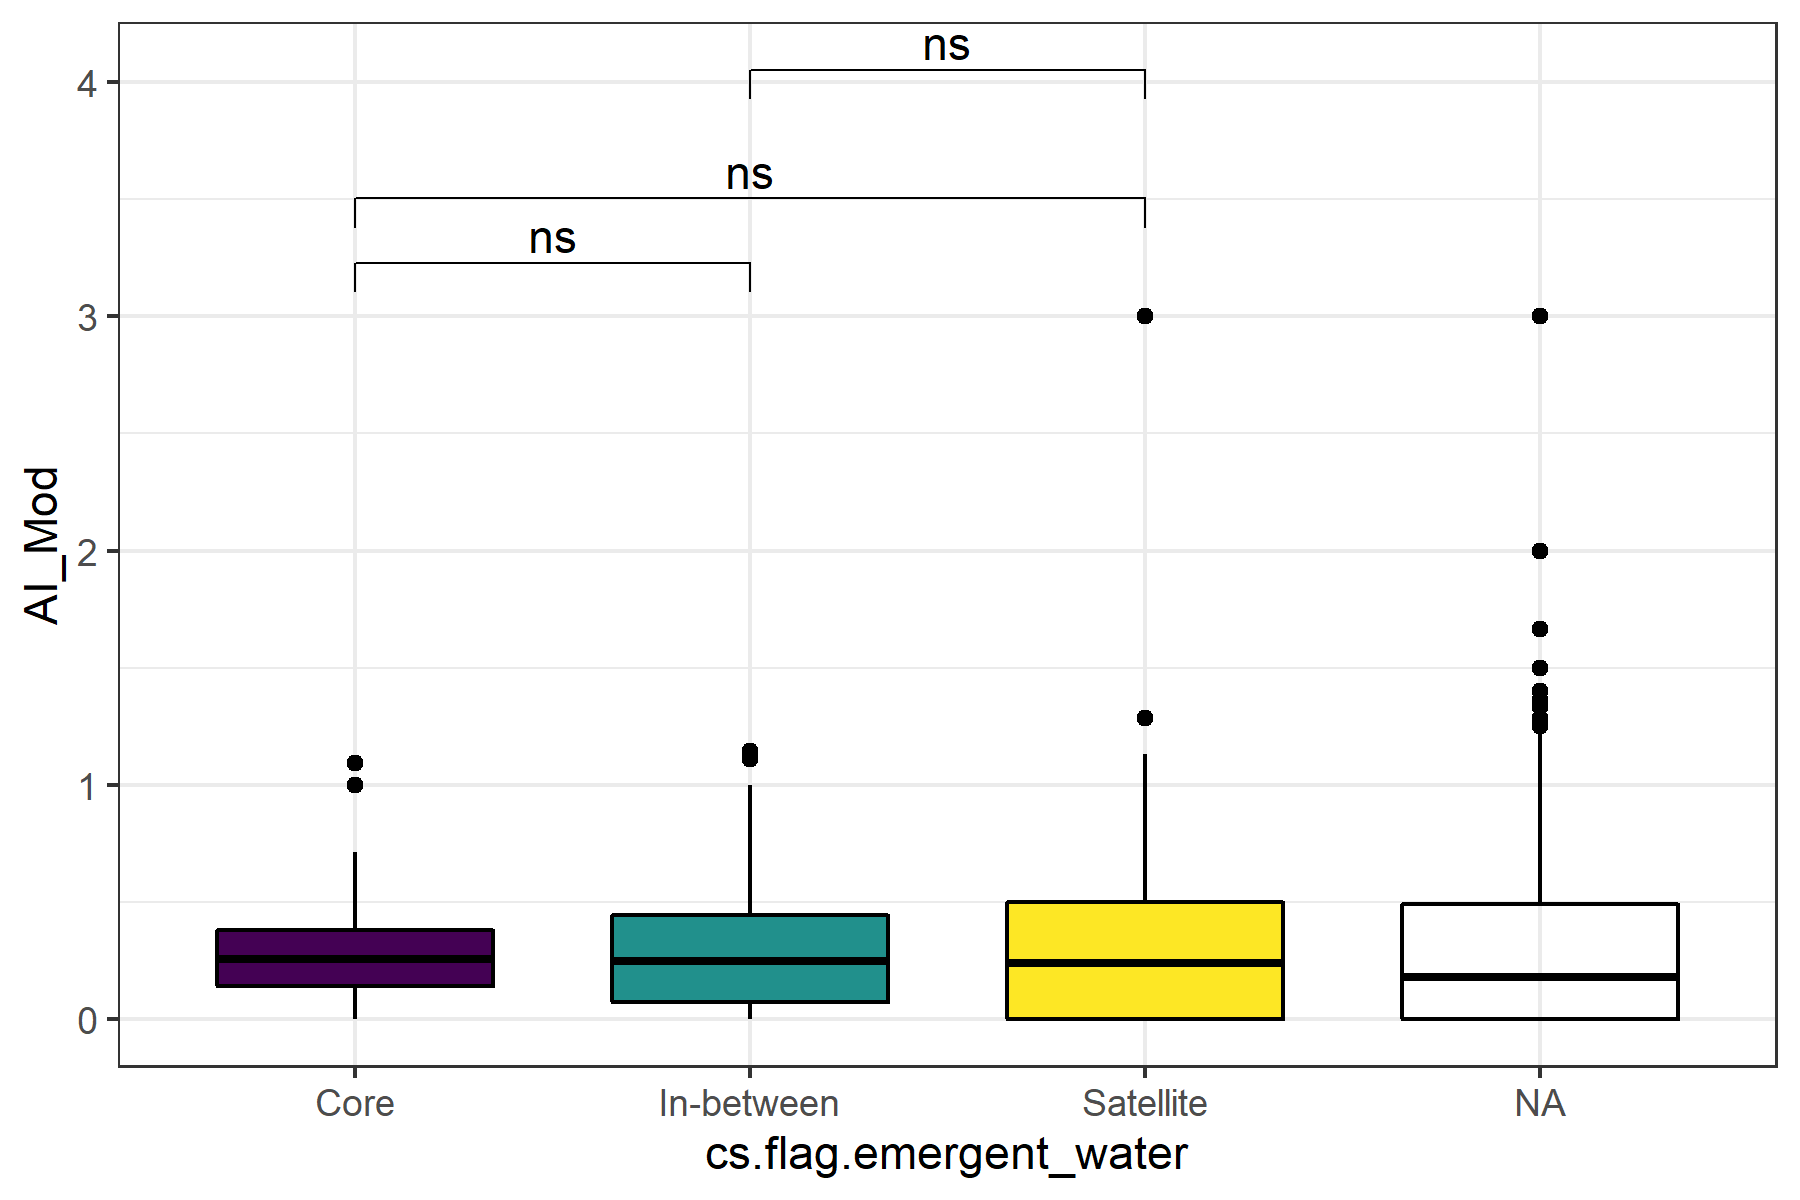 ns
4
ns
ns
3
AI_Mod
2
1
0
Core In-between Satellite NA
cs.flag.emergent_water